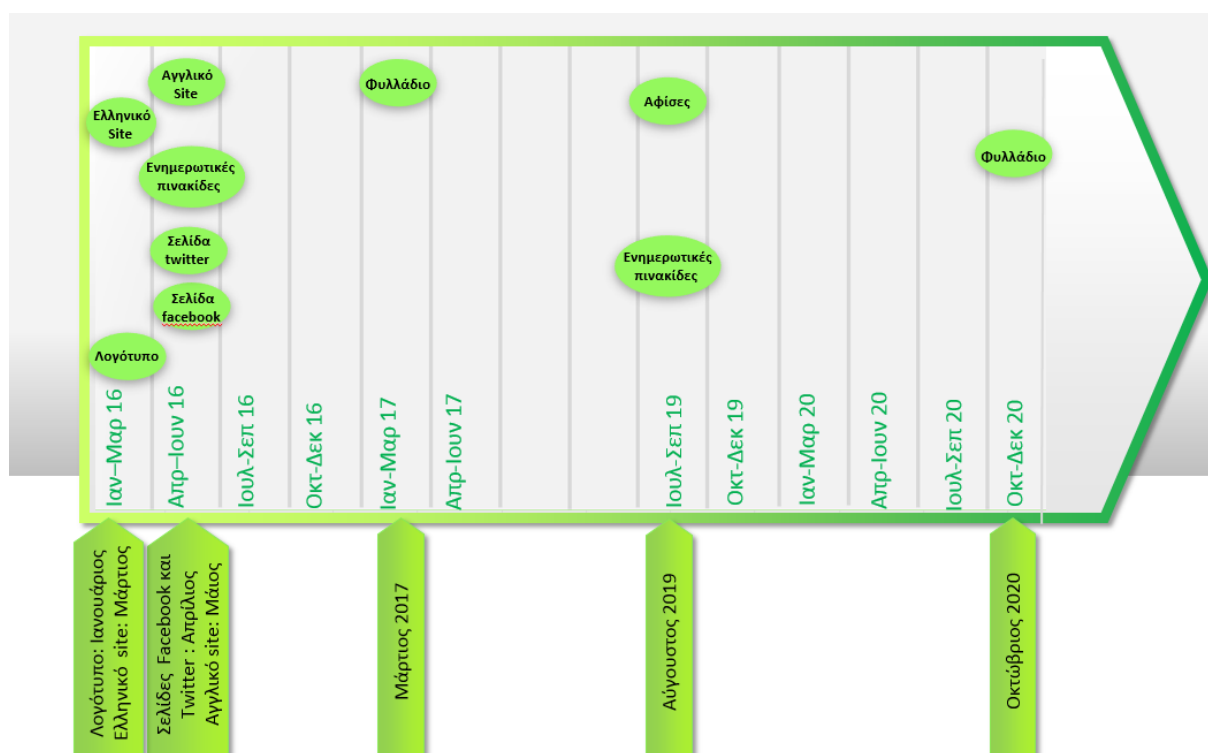 Αγγλικό
Site
Φυλλάδιο
Αφίσες
Ελληνικό
Site
Φυλλάδιο
Ενημερωτικές
πινακίδες
Σελίδα
twitter
Ενημερωτικές
πινακίδες
Σελίδα
facebook
Λογότυπο
Ιαν–Μαρ 16
Απρ–Ιουν 16
Ιουλ-Σεπ 16
Οκτ-Δεκ 16
Ιαν-Μαρ 17
Απρ-Ιουν 17
Ιουλ-Σεπ 19
Οκτ-Δεκ 19
Ιαν-Μαρ 20
Απρ-Ιουν 20
Ιουλ-Σεπ 20
Οκτ-Δεκ 20
Λογότυπο: Ιανουάριος
Ελληνικό site: Μάρτιος
Σελίδες Facebook και
Twitter : Απρίλιος
Αγγλικό site: Μάιος
Μάρτιος 2017
Αύγουστος 2019
Οκτώβριος 2020